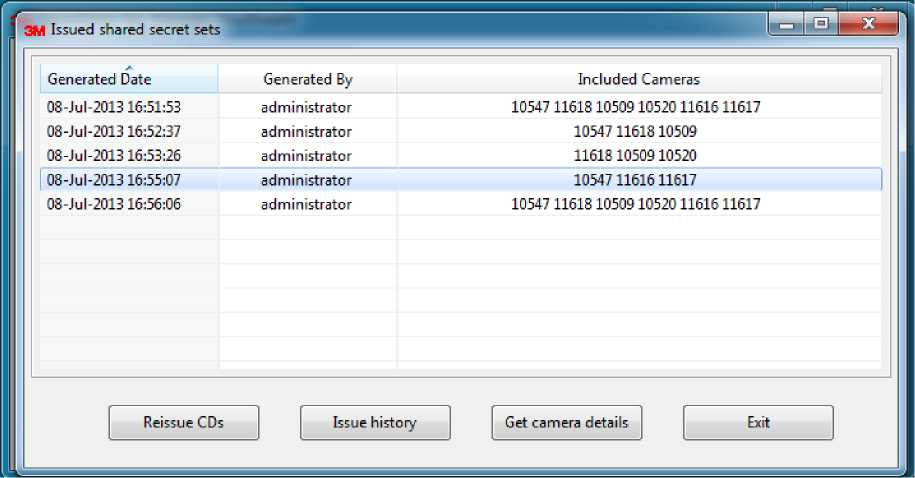 3M Issued shared secret sets
Generated Date Generated By Included Cameras
08-Jul-2013 16:51:53 administrator 10547 11618 10509 10520 11616 11617
08-Jul-2013 16:52:37 administrator 10547 11618 10509
08-Jul-2013 16:53:26 administrator 11618 10509 10520
08-Jul-2013 16:55:07 administrator 10547 11616 11617
08-Jul-2013 16:56:06 administrator 10547 11618 10509 10520 11616 11617
Reissue CDs Issue history Get camera details Exit